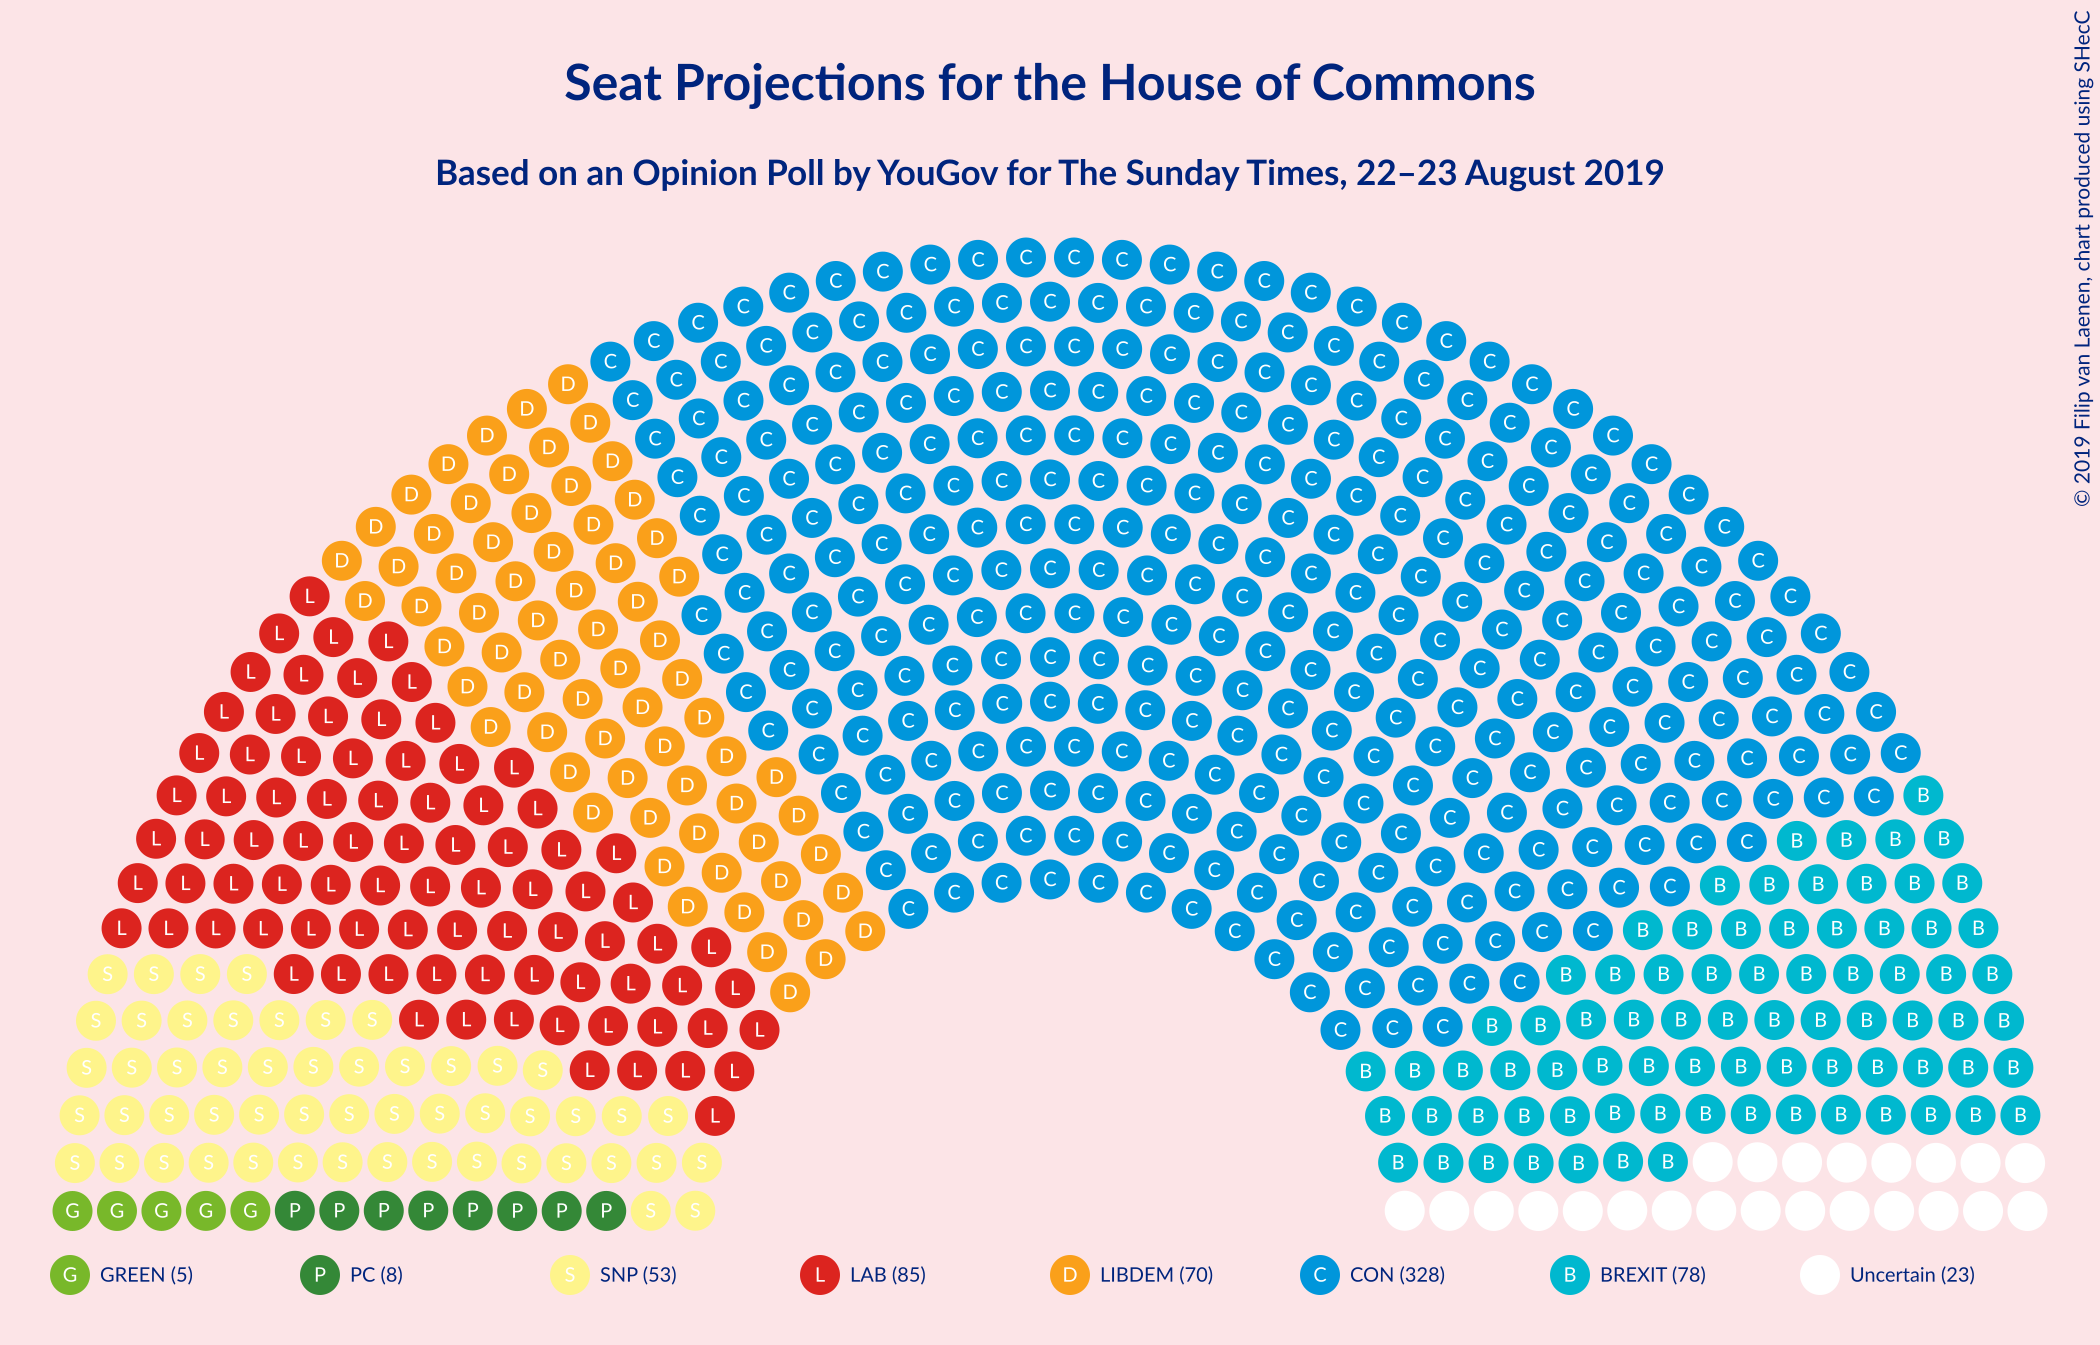 Seat Projections for the House of Commons
Based on an Opinion Poll by YouGov for The Sunday Times, 22–23 August 2019
© 2019 Filip van Laenen, chart produced using SHecC
G GREEN (5)
P PC (8)
S SNP (53)
L LAB (85)
D LIBDEM (70)
C CON (328)
B BREXIT (78)
Uncertain (23)